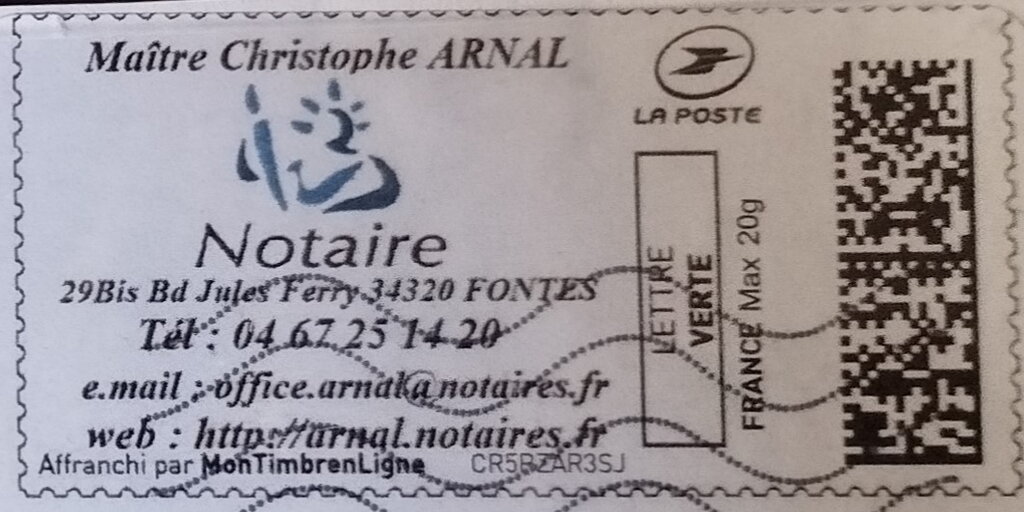 Maître Christophe ARNAL
Notaire
29Bis Bd Jules Ferry 34320 FONTES
Tél : 04 67 25 14 20
e.mail : office.arnal@notaires.fr
web : http://arnal.notaires.fr
Affranchi par MonTimbrenLigne CR5BZAR3SJ
LA POSTE
LETTRE
VERTE
FRANCE Max 20g